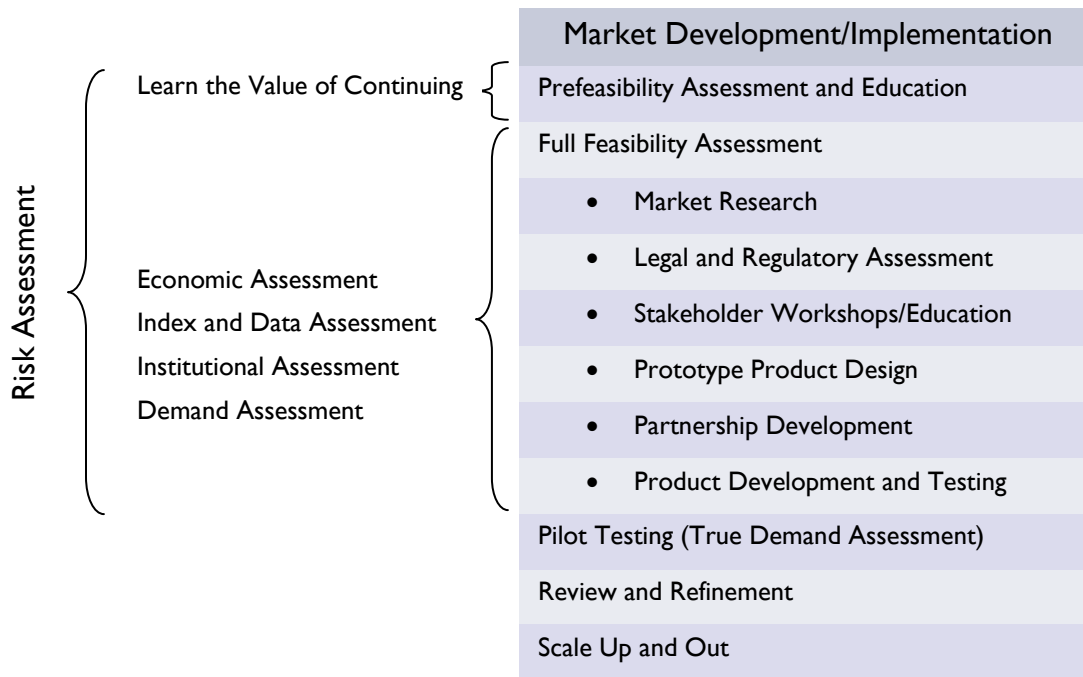 Market Development/Implementation
Learn the Value of Continuing
Prefeasibility Assessment and Education
Full Feasibility Assessment
• Market Research
• Legal and Regulatory Assessment
• Stakeholder Workshops/Education
• Prototype Product Design
• Partnership Development
• Product Development and Testing
Risk Assessment
Economic Assessment
Index and Data Assessment
Institutional Assessment
Demand Assessment
Pilot Testing (True Demand Assessment)
Review and Refinement
Scale Up and Out